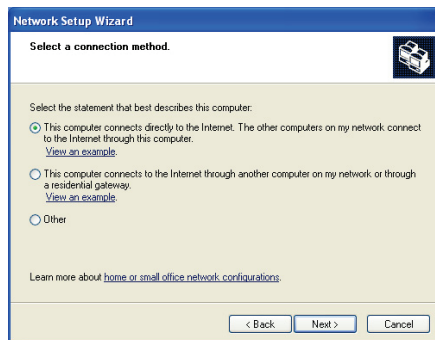 Network Setup Wizard
Select a connection method.
Select the statement that best describes this computer:
This computer connects directly to the Internet. The other computers on my network connect
to the Internet through this computer.
View an example.
This computer connects to the Internet through another computer on my network or through
a residential gateway.
View an example.
Other
Learn more about home or small office network configurations.
< Back
Next >
Cancel